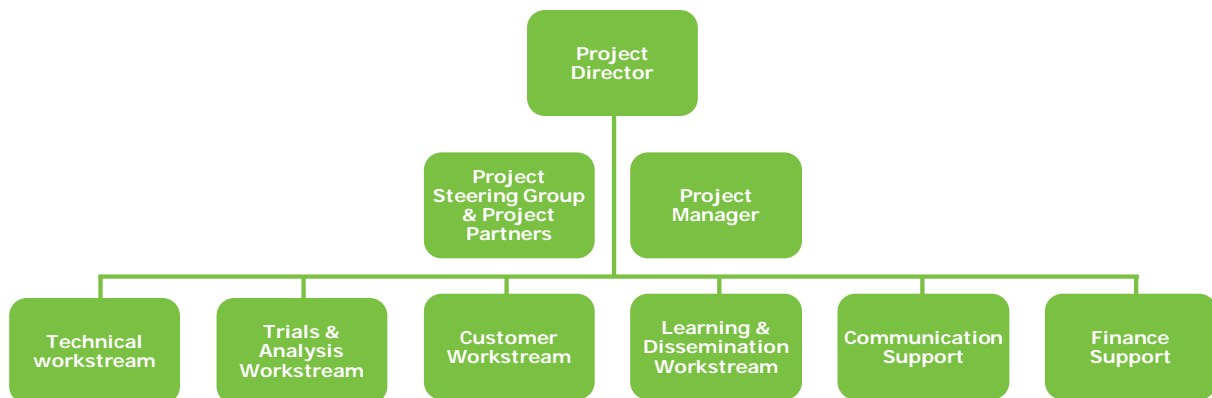 Project
Director
Project
Steering Group
& Project
Partners
Project
Manager
Technical
workstream
Trials &
Analysis
Workstream
Customer
Workstream
Learning &
Dissemination
Workstream
Communication
Support
Finance
Support